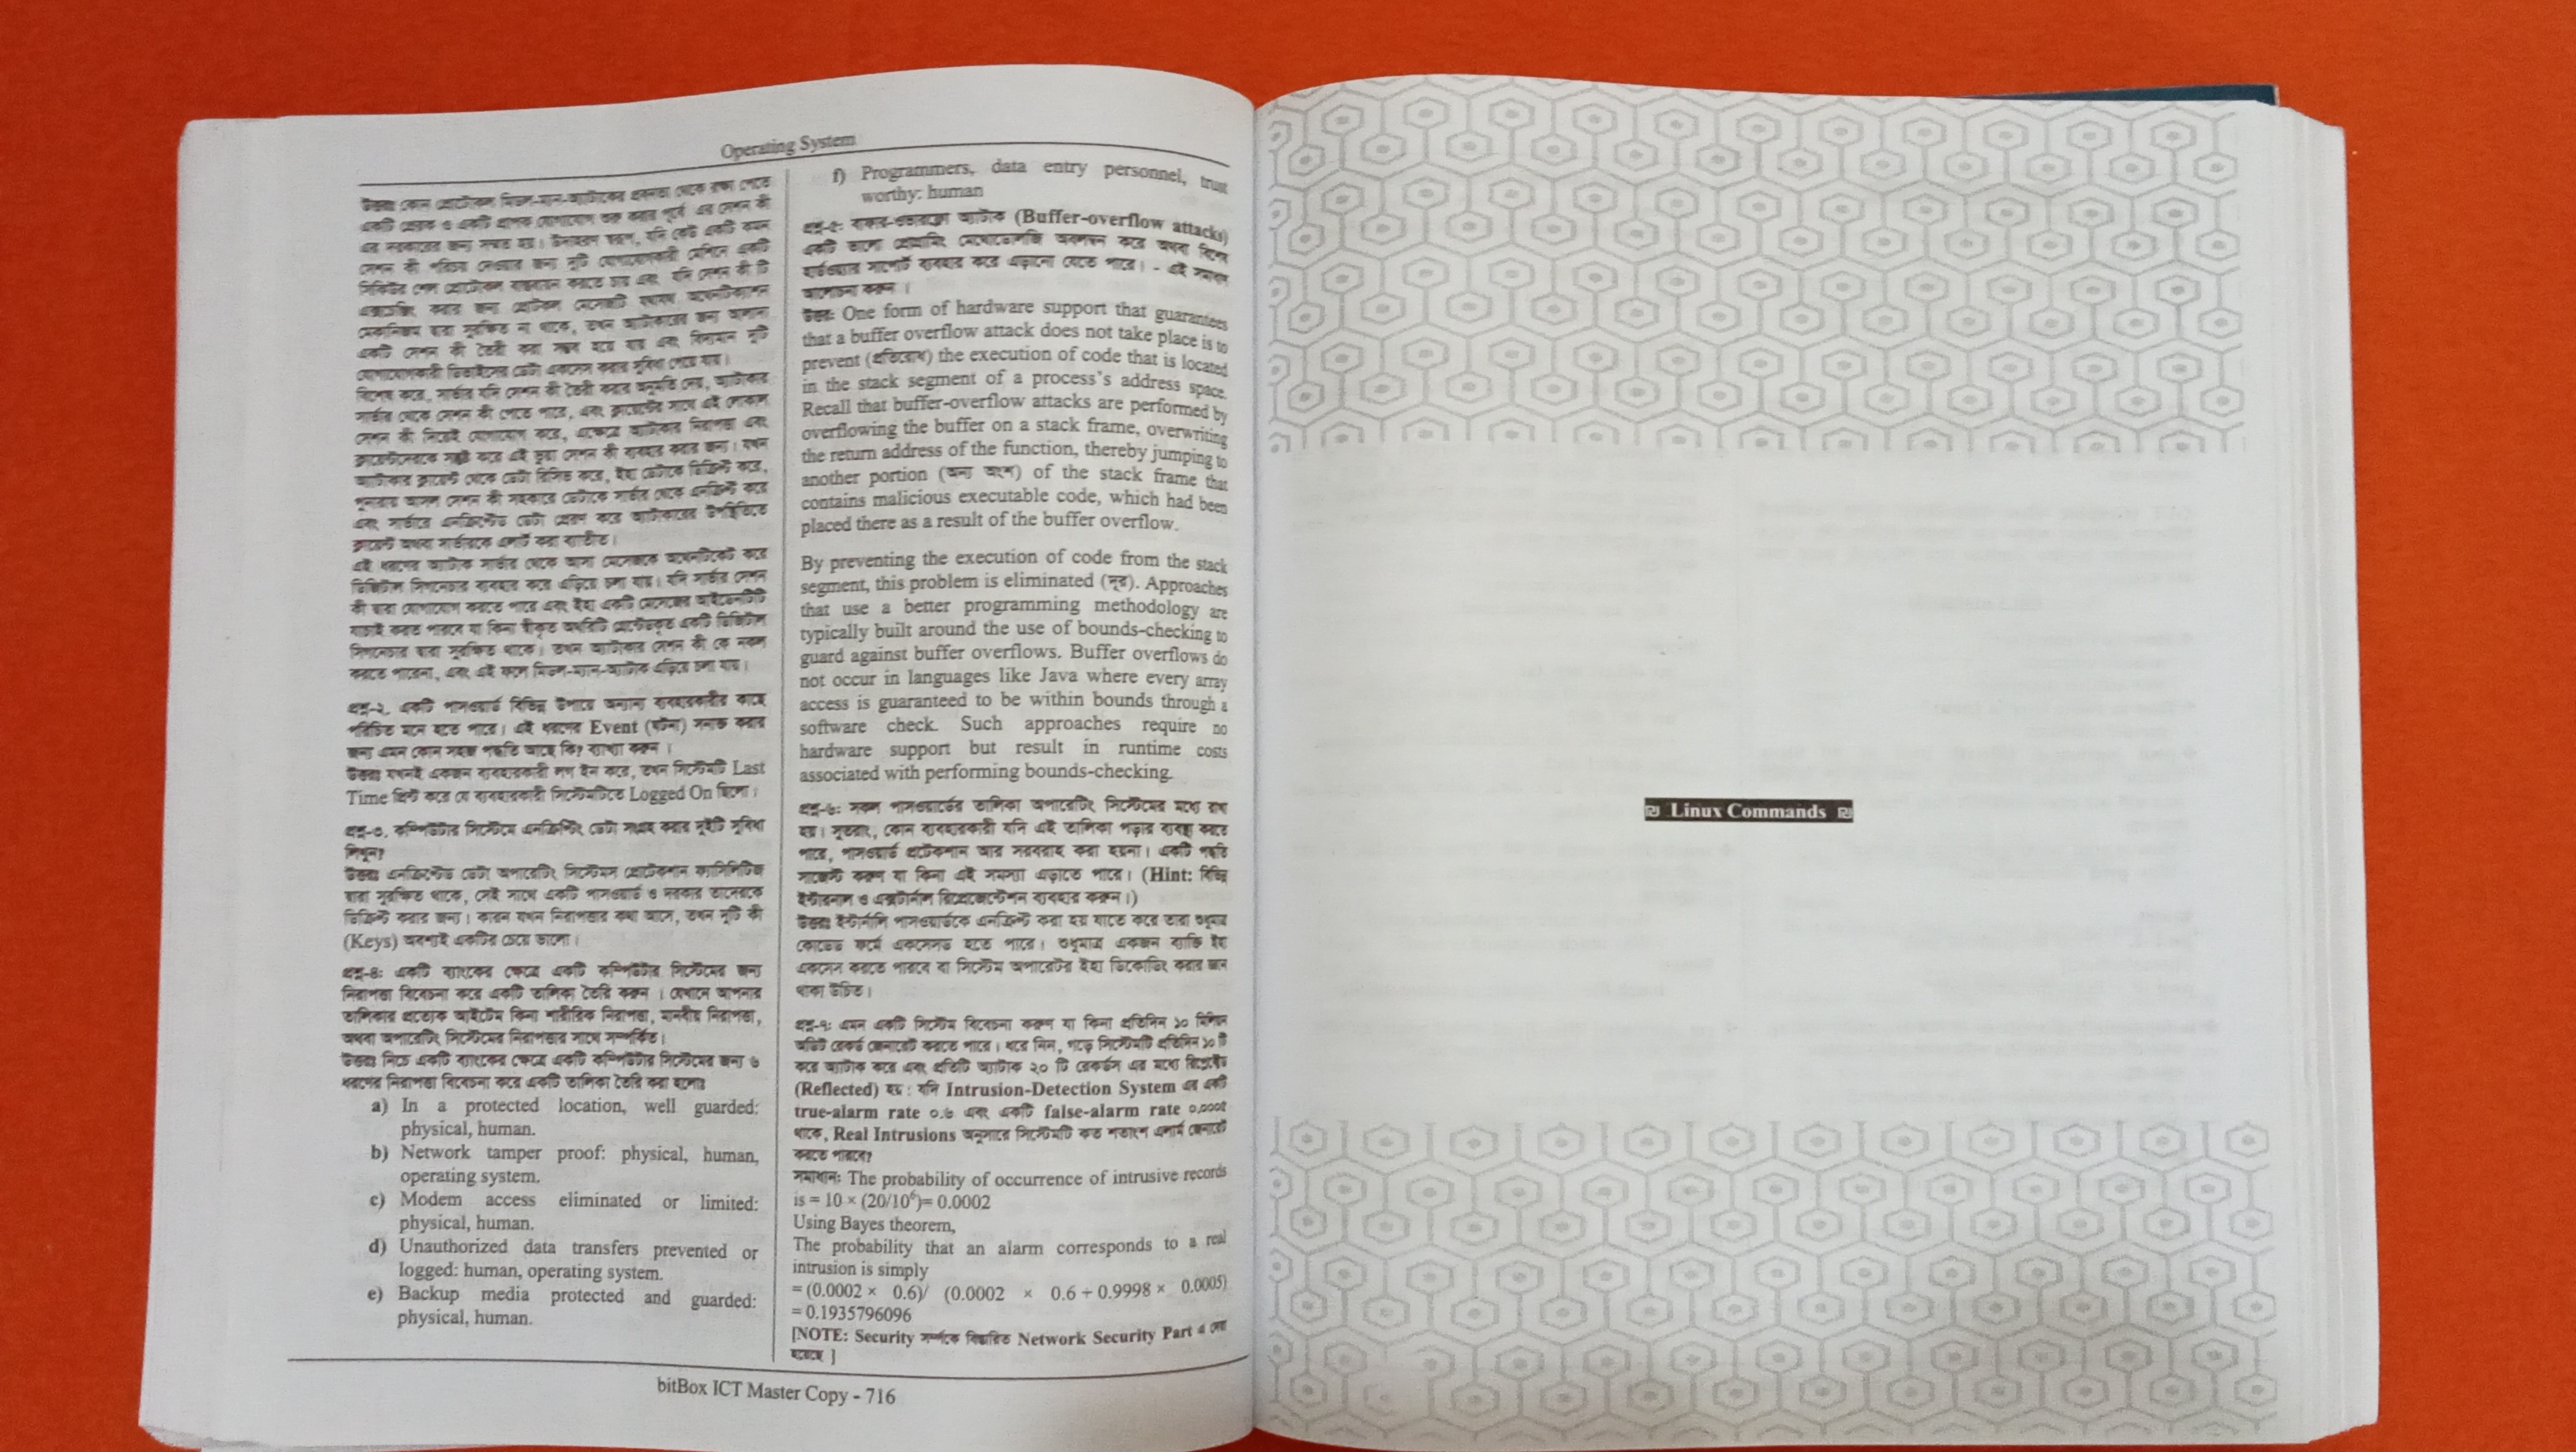 Operating System
উত্তরঃ কোন প্রোটোকল মিডল-মান-অ্যাটাকের প্রবনতা থেকে রক্ষা পেতে
একটি প্রেরক ও একটি প্রাপক যোগাযোগ শুরু করার পূর্বে এর সেশন কী
এর দরকারের জন্য সম্মত হয়। উদাহরণ স্বরূপ, যদি কেউ একটি কমন
সেশন কী পরিচয় দেওয়ার জন্য দুটি যোগাযোগকারী মেশিনে একটি
সিকিউর শেল প্রোটোকল বাস্তবায়ন করতে চায় এবং যদি সেশন কী টি
এক্সচেঞ্জিং করার জন্য প্রোটকল মেসেজটি যথাযথ অথেনটিক্যাশন
মেকানিজম দ্বারা সুরক্ষিত না থাকে, তখন অ্যাটাকারের জন্য আলাদা
একটি সেশন কী তৈরী করা সম্ভব হয়ে যায় এবং বিদ্যমান দুটি
যোগাযোগকারী ডিভাইসের ডেটা একসেস করার সুবিধা পেয়ে যায়।
বিশেষ করে, সার্ভার যদি সেশন কী তৈরী করার অনুমতি দেয়, অ্যাটাকার
সার্ভার থেকে সেশন কী পেতে পারে, এবং ক্লায়েন্টের সাথে এই লোকাল
সেশন কী দিয়েই যোগাযোগ করে, এক্ষেত্রে অ্যাটাকার নিরাপত্তা এবং
ক্লায়েন্টদেরকে সন্তুষ্ট করে এই ভুয়া সেশন কী ব্যবহার করার জন্য। যখন
অ্যাটাকার ক্লায়েন্ট থেকে ডেটা রিসিভ করে, ইহা ডেটাকে ডিক্রিপ্ট করে,
পুনরায় আসল সেশন কী সহকারে ডেটাকে সার্ভার থেকে এনক্রিপ্ট করে
এবং সার্ভারে এনক্রিপ্টেড ডেটা প্রেরণ করে অ্যাটাকারের উপস্থিতিতে
ক্লায়েন্ট অথবা সার্ভারকে এলার্ট করা ব্যতীত।
এই ধরণের অ্যাটাক সার্ভার থেকে আসা মেসেজকে অথেনটিকেট করে
ডিজিটাল সিগনেচার ব্যবহার করে এড়িয়ে চলা যায়। যদি সার্ভার সেশন
কী দ্বারা যোগাযোগ করতে পারে এবং ইহা একটি মেসেজের আইডেনটিটি
যাচাই করত পারবে যা কিনা স্বীকৃত অথরিটি গ্রেন্টেডকৃত একটি ডিজিটাল
সিগনেচার দ্বারা সুরক্ষিত থাকে। তখন অ্যাটাকার সেশন কী কে নকল
করতে পারেনা, এবং এই ফলে মিডল-ম্যান-অ্যাটাক এড়িয়ে চলা যায়।
প্রশ্ন-২. একটি পাসওয়ার্ড বিভিন্ন উপায়ে অন্যান্য ব্যবহারকারীর কাছে
পরিচিত মনে হতে পারে। এই ধরণের Event (ঘটনা) সনাক্ত করার
জন্য এমন কোন সহজ পদ্ধতি আছে কি? ব্যাখ্যা করুন ।
উত্তরঃ যখনই একজন ব্যবহারকারী লগ ইন করে, তখন সিস্টেমটি Last
Time প্রিন্ট করে যে ব্যবহারকারী সিস্টেমটিতে Logged On ছিলো।
প্রশ্ন-৩. কম্পিউটার সিস্টেমে এনক্রিপ্টিং ডেটা সংগ্রহ করার দুইটি সুবিধা
লিখুন?
উত্তরঃ এনক্রিপ্টেড ডেটা অপারেটিং সিস্টেমস প্রোটেকশান ফ্যাসিলিটিজ
দ্বারা সুরক্ষিত থাকে, সেই সাথে একটি পাসওয়ার্ড ও দরকার তাদেরকে
ডিক্রিপ্ট করার জন্য। কারন যখন নিরাপত্তার কথা আসে, তখন দুটি কী
(Keys) অবশ্যই একটির চেয়ে ভালো।
প্রশ্ন-৪: একটি ব্যাংকের ক্ষেত্রে একটি কম্পিউটার সিস্টেমের জন্য
নিরাপত্তা বিবেচনা করে একটি তালিকা তৈরি করুন । যেখানে আপনার
তালিকার প্রত্যেক আইটেম কিনা শারীরিক নিরাপত্তা, মানবীয় নিরাপত্তা,
অথবা অপারেটিং সিস্টেমের নিরাপত্তার সাথে সম্পর্কিত।
উত্তরঃ নিচে একটি ব্যাংকের ক্ষেত্রে একটি কম্পিউটার সিস্টেমের জন্য ৬
ধরণের নিরাপত্তা বিবেচনা করে একটি তালিকা তৈরি করা হলোঃ
a) In a protected location, well guarded:
physical, human.
b) Network tamper proof: physical, human,
operating system.
c) Modem access eliminated or limited:
physical, human.
d) Unauthorized data transfers prevented or
logged: human, operating system.
e) Backup media protected and guarded:
physical, human.
f) Programmers, data entry personnel, trust
worthy: human
প্রশ্ন-৫: বাফার-ওভারফ্লো অ্যাটাক (Buffer-overflow attacks)
একটি ভালো প্রোগ্রামিং মেথোডোলজি অবলম্বন করে অথবা বিশেষ
হার্ডওয়্যার সাপোর্ট ব্যবহার করে এড়ানো যেতে পারে। - এই সমাধান
আলোচনা করুন ।
উত্তর: One form of hardware support that guarantees
that a buffer overflow attack does not take place is to
prevent (প্রতিরোধ) the execution of code that is located
in the stack segment of a process's address space.
Recall that buffer-overflow attacks are performed by
overflowing the buffer on a stack frame, overwriting
the return address of the function, thereby jumping to
another portion (অন্য অংশ) of the stack frame that
contains malicious executable code, which had been
placed there as a result of the buffer overflow.
By preventing the execution of code from the stack
segment, this problem is eliminated (দূর). Approaches
that use a better programming methodology are
typically built around the use of bounds-checking to
guard against buffer overflows. Buffer overflows do
not occur in languages like Java where every array
access is guaranteed to be within bounds through a
software check. Such approaches require no
hardware support but result in runtime costs
associated with performing bounds-checking.
প্রশ্ন-৬: সকল পাসওয়ার্ডের তালিকা অপারেটিং সিস্টেমের মধ্যে রাখা
হয়। সুতরাং, কোন ব্যবহারকারী যদি এই তালিকা পড়ার ব্যবস্থা করতে
পারে, পাসওয়ার্ড প্রটেকশান আর সরবরাহ করা হয়না। একটি পদ্ধতি
সাজেস্ট করুণ যা কিনা এই সমস্যা এড়াতে পারে। (Hint: বিভিন্ন
ইন্টারনাল ও এক্সটার্নাল রিপ্রেজেন্টেশন ব্যবহার করুন।)
উত্তরঃ ইন্টার্নালি পাসওয়ার্ডকে এনক্রিপ্ট করা হয় যাতে করে তারা শুধুমাত্র
কোডেড ফর্মে একসেসড হতে পারে। শুধুমাত্র একজন ব্যাক্তি ইহা
একসেস করতে পারবে বা সিস্টেম অপারেটর ইহা ডিকোডিং করার জ্ঞান
থাকা উচিত।
প্রশ্ন-৭: এমন একটি সিস্টেম বিবেচনা করুণ যা কিনা প্রতিদিন ১০ মিলিয়ন
অডিট রেকর্ড জেনারেট করতে পারে। ধরে নিন, গড়ে সিস্টেমটি প্রতিদিন ১০ টি
করে অ্যাটাক করে এবং প্রতিটি অ্যাটাক ২০ টি রেকর্ডস এর মধ্যে রিফ্লেক্টেড
(Reflected) হয় : যদি Intrusion-Detection System এর একটি
true-alarm rate ০.৬ এবং একটি false-alarm rate ০.০০০৫
থাকে, Real Intrusions অনুসারে সিস্টেমটি কত শতাংশ এলার্ম জেনারেট
করতে পারবে?
সমাধান: The probability of occurrence of intrusive records
is = 10 × (20/10⁶)= 0.0002
Using Bayes theorem,
The probability that an alarm corresponds to a real
intrusion is simply
= (0.0002 × 0.6)/ (0.0002 × 0.6 + 0.9998 × 0.0005)
= 0.1935796096
[NOTE: Security সর্ম্পকে বিস্তারিত Network Security Part এ দেয়া
হয়েছে ]
bitBox ICT Master Copy - 716
Linux Commands